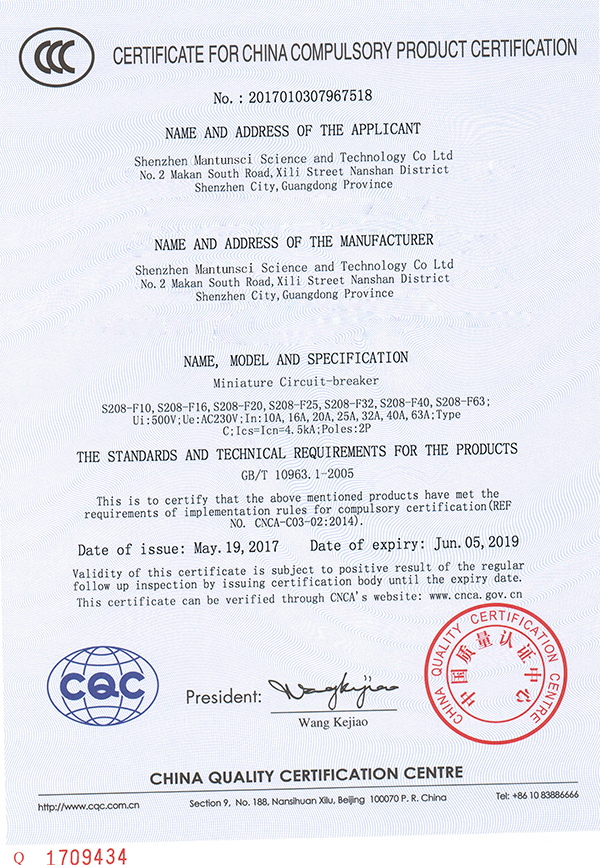 CCC
CERTIFICATE FOR CHINA COMPULSORY PRODUCT CERTIFICATION
No. : 2017010307967518
NAME AND ADDRESS OF THE APPLICANT
Shenzhen Mantunsci Science and Technology Co Ltd
No. 2 Makan South Road, Xili Street Nanshan District
Shenzhen City, Guangdong Province
NAME AND ADDRESS OF THE MANUFACTURER
Shenzhen Mantunsci Science and Technology Co Ltd
No. 2 Makan South Road, Xili Street Nanshan District
Shenzhen City, Guangdong Province
NAME, MODEL AND SPECIFICATION
Miniature Circuit-breaker
S208-F10, S208-F16, S208-F20, S208-F25, S208-F32, S208-F40, S208-F63;
Ui:500V;Ue:AC230V;In:10A, 16A, 20A, 25A, 32A, 40A, 63A;Type
C;Ics=Icn=4.5kA;Poles:2P
THE STANDARDS AND TECHNICAL REQUIREMENTS FOR THE PRODUCTS
GB/T 10963.1-2005
This is to certify that the above mentioned products have met the
requirements of implementation rules for compulsory certification(REF
NO. CNCA-C03-02:2014).
Date of issue: May. 19, 2017 Date of expiry: Jun. 05, 2019
Validity of this certificate is subject to positive result of the regular
follow up inspection by issuing certification body until the expiry date.
This certificate can be verified through CNCA's website: www.cnca.gov.cn
CQC
President: Wangkejiao
Wang Kejiao
CHINA QUALITY CERTIFICATION CENTRE
中国质量认证中心
CHINA QUALITY CERTIFICATION CENTRE
http://www.cqc.com.cn Section 9, No. 188, Nansihuan Xilu, Beijing 100070 P. R. China Tel: +86 10 83886666
Q 1709434